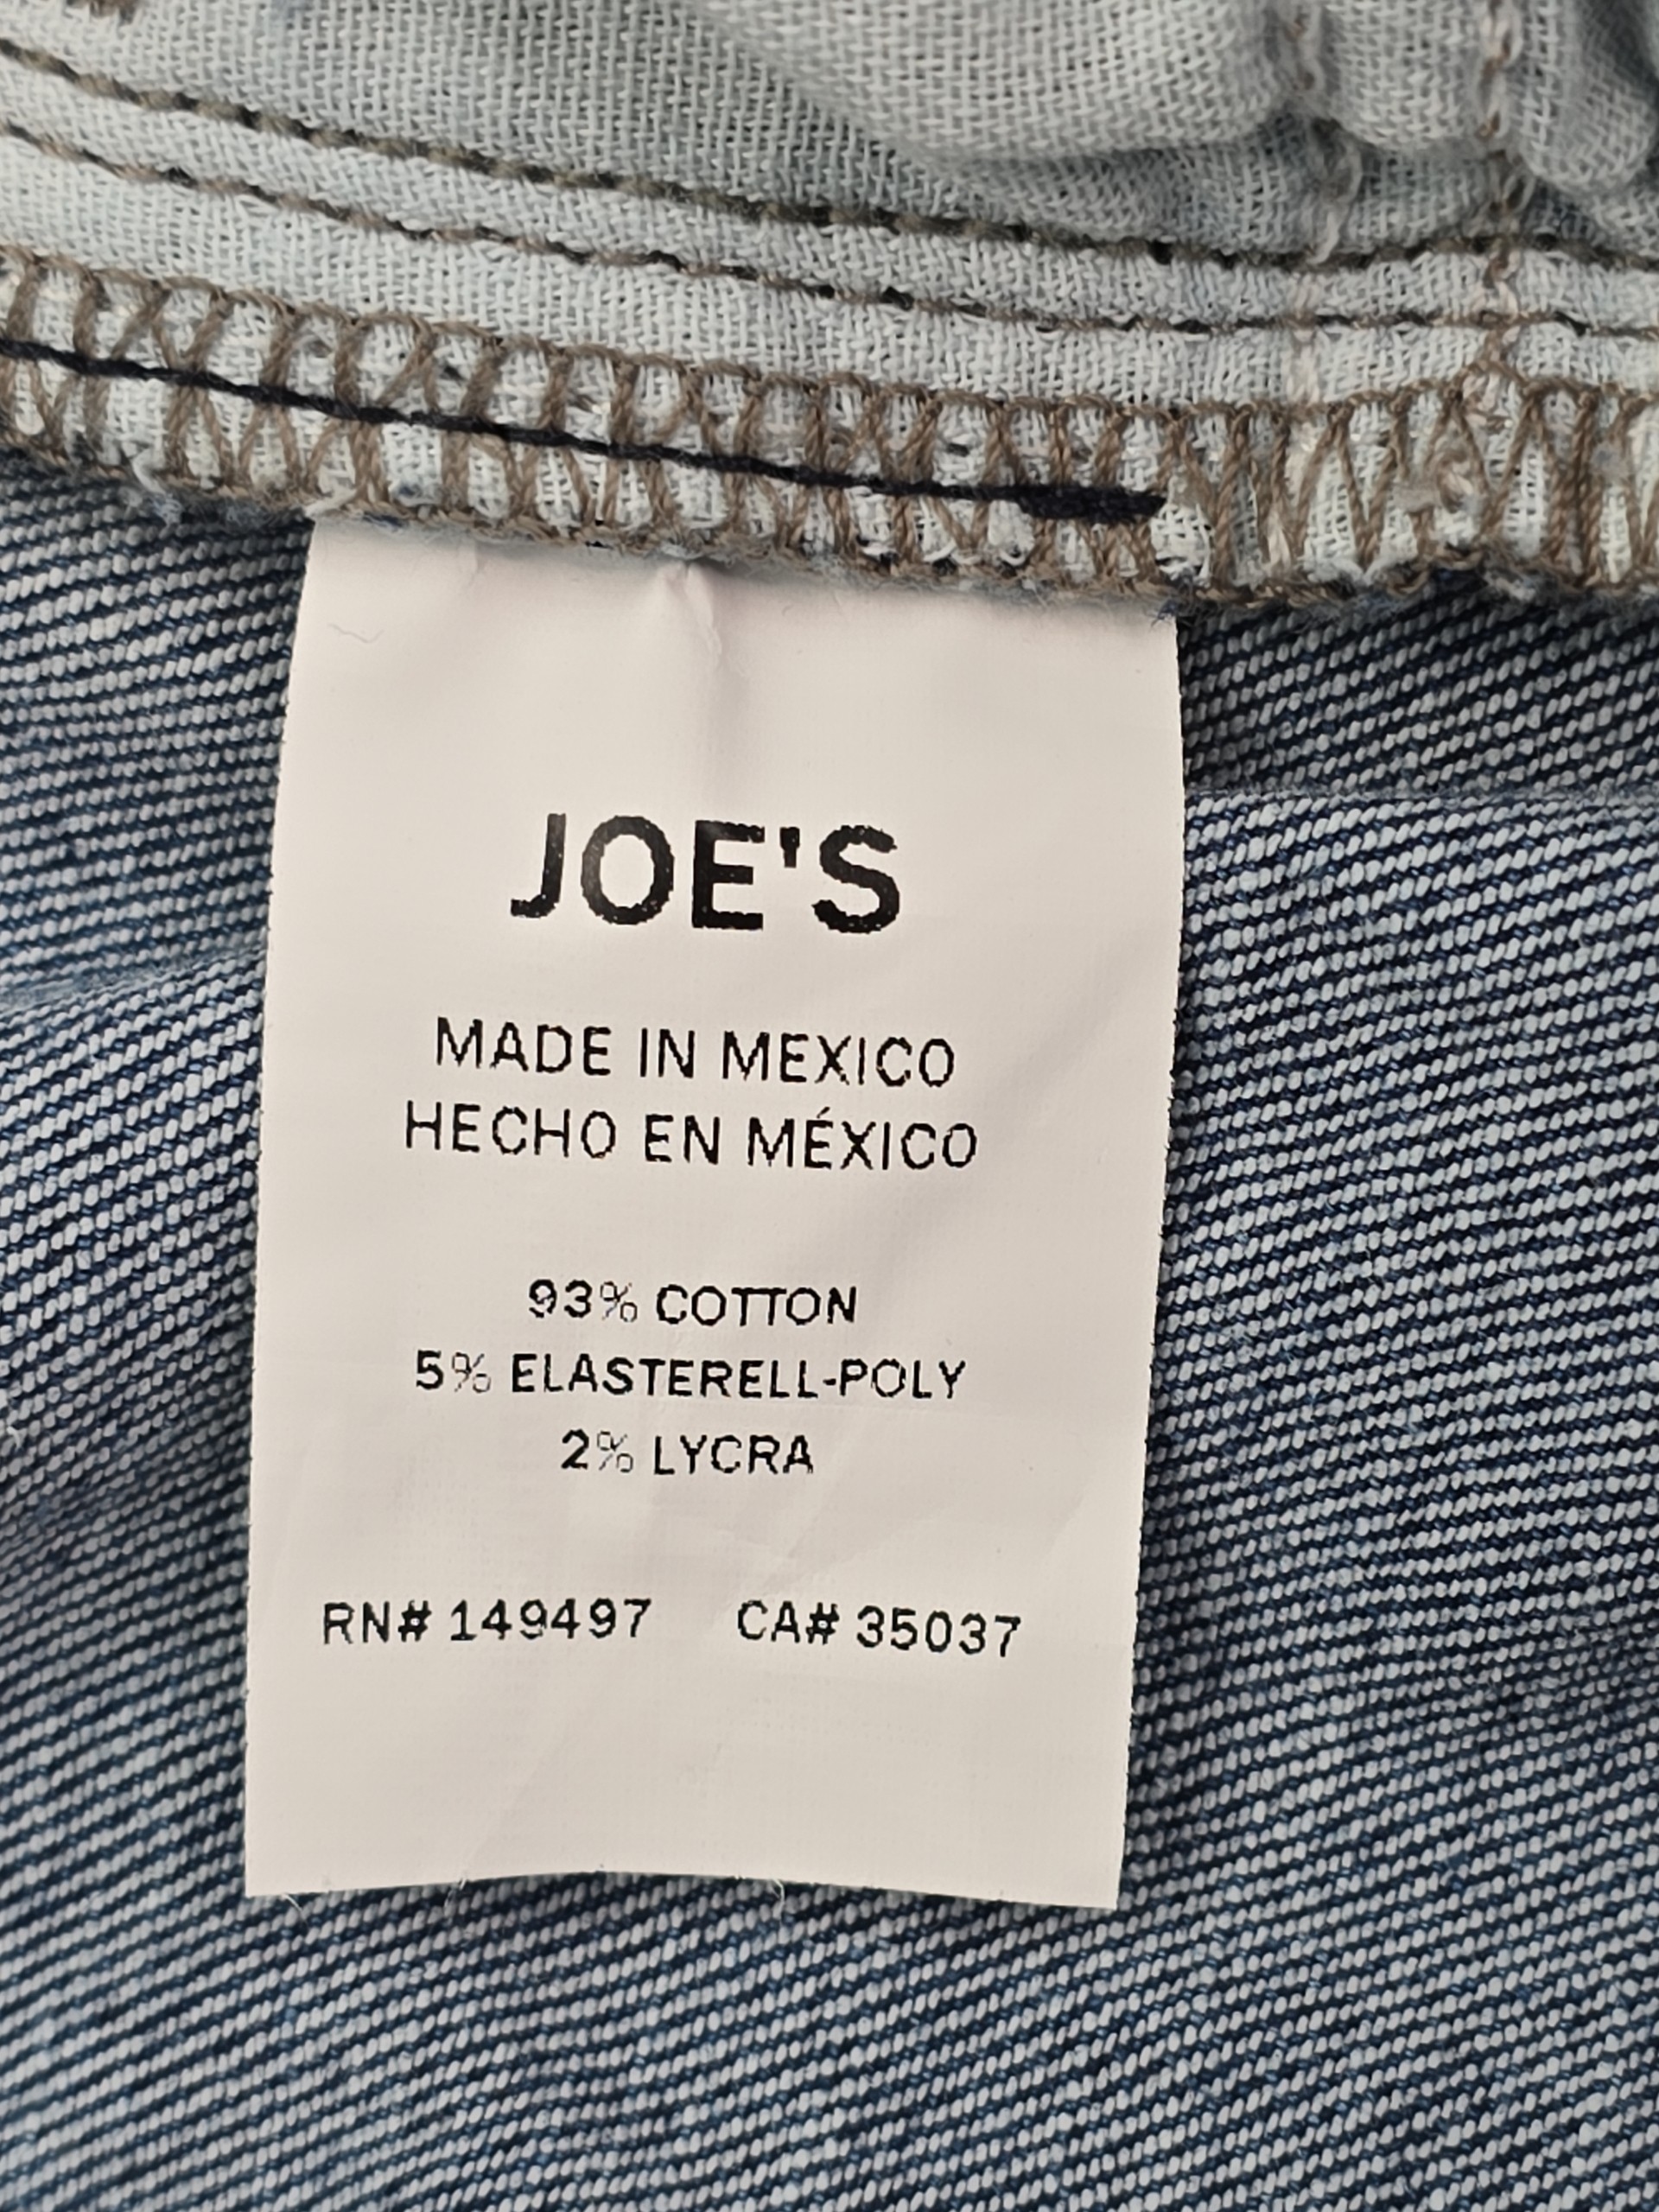 JOE'S
MADE IN MEXICO
HECHO EN MÉXICO
93% COTTON
5% ELASTERELL-POLY
2% LYCRA
RN# 149497 CA# 35037